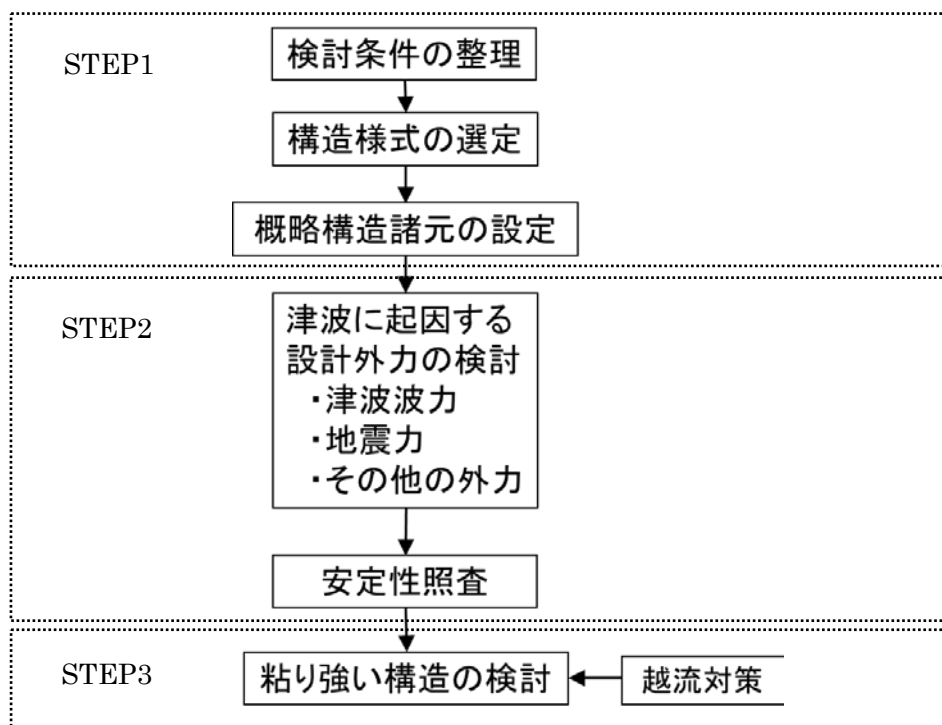 STEP1
検討条件の整理
構造様式の選定
概略構造諸元の設定
STEP2
津波に起因する
設計外力の検討
・津波波力
・地震力
・その他の外力
安定性照査
STEP3
粘り強い構造の検討
越流対策